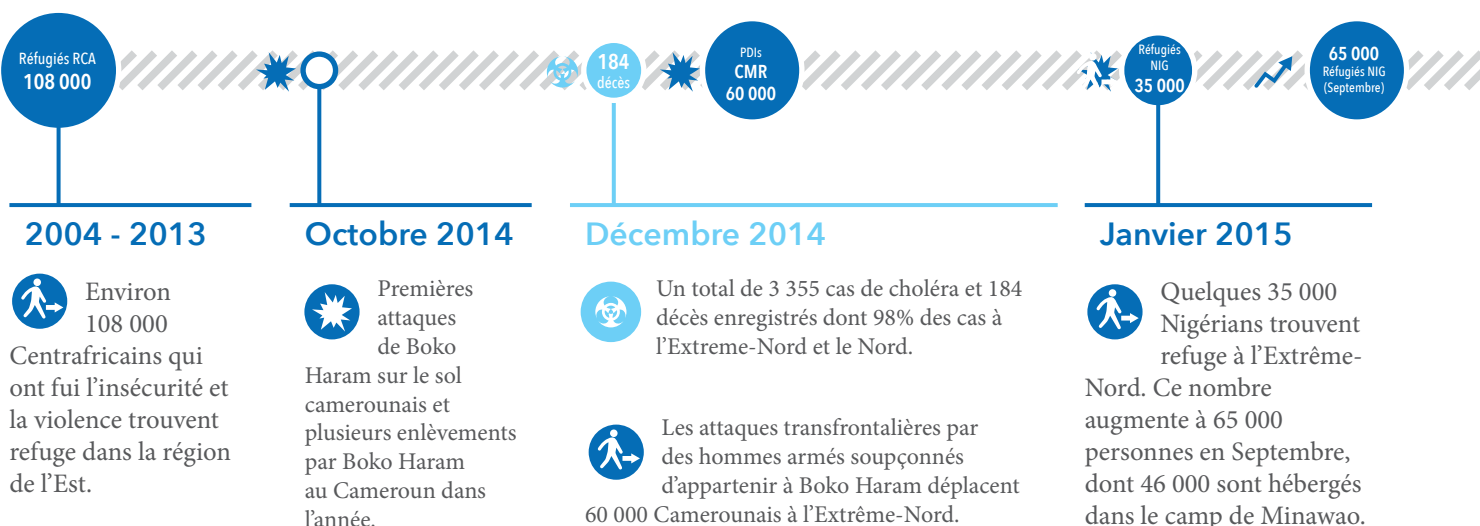 Réfugiés RCA
108 000
184
décès
PDIs
CMR
60 000
Réfugiés
NIG
35 000
65 000
Réfugiés NIG
(Septembre)
2004 - 2013
Environ
108 000
Centrafricains qui
ont fui l’insécurité et
la violence trouvent
refuge dans la région
de l’Est.
Octobre 2014
Premières
attaques
de Boko
Haram sur le sol
camerounais et
plusieurs enlèvements
par Boko Haram
au Cameroun dans
l’année.
Décembre 2014
Un total de 3 355 cas de choléra et 184
décès enregistrés dont 98% des cas à
l’Extreme-Nord et le Nord.
Les attaques transfrontalières par
des hommes armés soupçonnés
d’appartenir à Boko Haram déplacent
60 000 Camerounais à l’Extrême-Nord.
Janvier 2015
Quelques 35 000
Nigérians trouvent
refuge à l’Extrême-
Nord. Ce nombre
augmente à 65 000
personnes en Septembre,
dont 46 000 sont hébergés
dans le camp de Minawao.